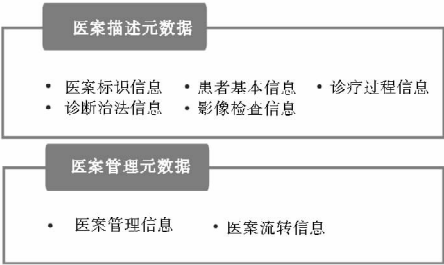 医案描述元数据
• 医案标识信息 • 患者基本信息 • 诊疗过程信息
• 诊断治法信息 • 影像检查信息
医案管理元数据
• 医案管理信息 • 医案流转信息